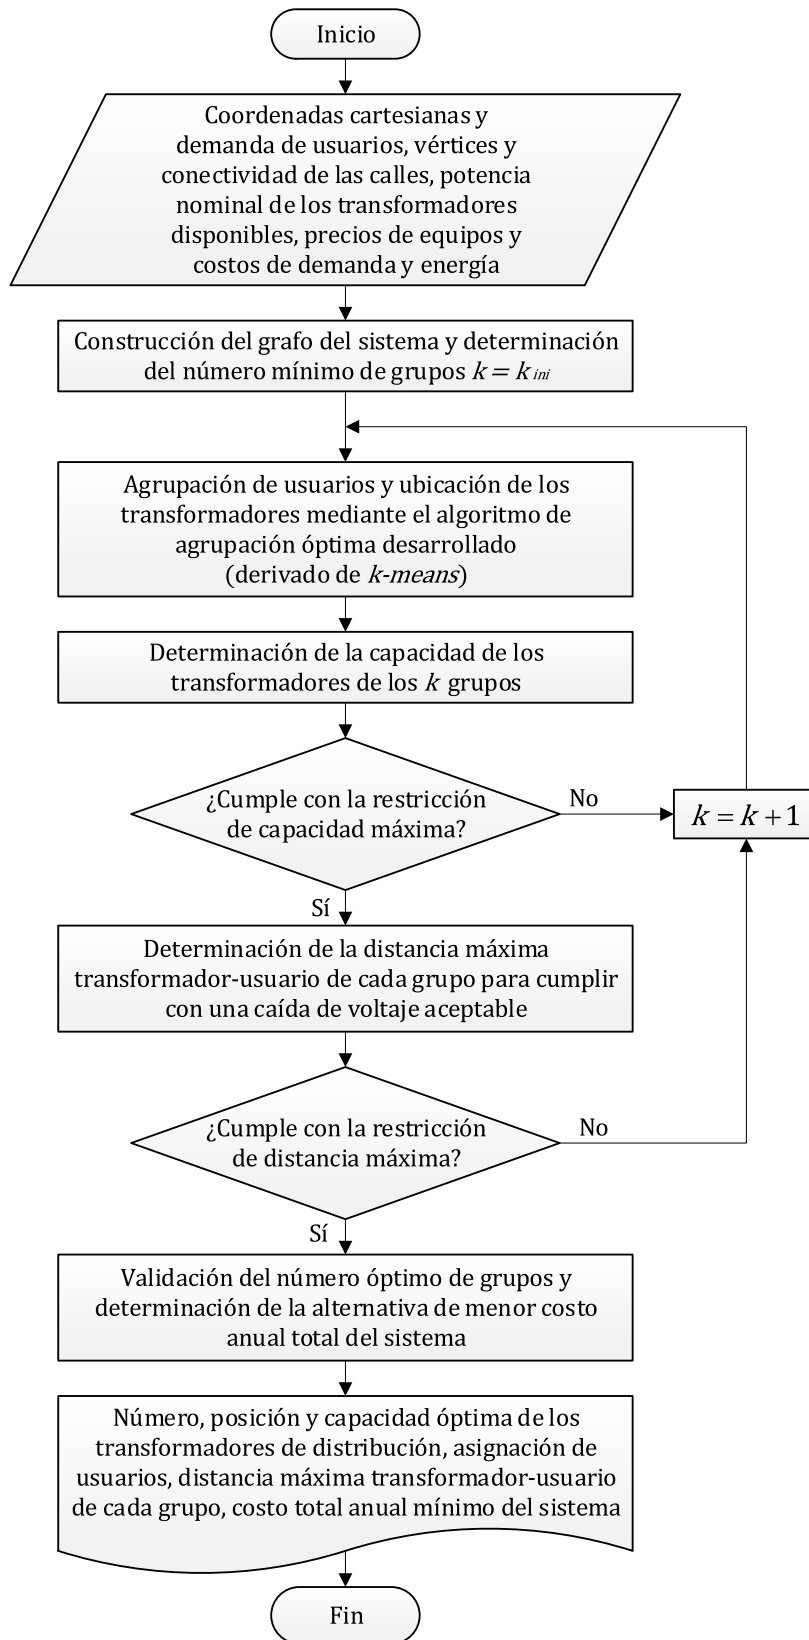 Inicio
Coordenadas cartesianas y
demanda de usuarios, vértices y
conectividad de las calles, potencia
nominal de los transformadores
disponibles, precios de equipos y
costos de demanda y energía
Construcción del grafo del sistema y determinación
del número mínimo de grupos k = k ini
Agrupación de usuarios y ubicación de los
transformadores mediante el algoritmo de
agrupación óptima desarrollado
(derivado de k-means)
Determinación de la capacidad de los
transformadores de los k grupos
¿Cumple con la restricción
de capacidad máxima?
No
k = k + 1
Sí
Determinación de la distancia máxima
transformador-usuario de cada grupo para cumplir
con una caída de voltaje aceptable
¿Cumple con la restricción
de distancia máxima?
No
Sí
Validación del número óptimo de grupos y
determinación de la alternativa de menor costo
anual total del sistema
Número, posición y capacidad óptima de los
transformadores de distribución, asignación de
usuarios, distancia máxima transformador-usuario
de cada grupo, costo total anual mínimo del sistema
Fin